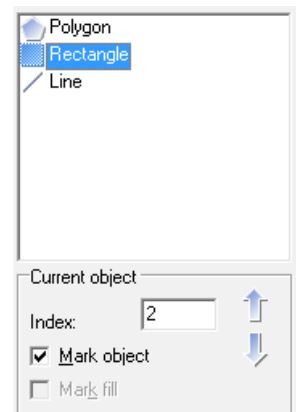 Polygon
Rectangle
Line
Current object
Index: 2
Mark object
Mark fill